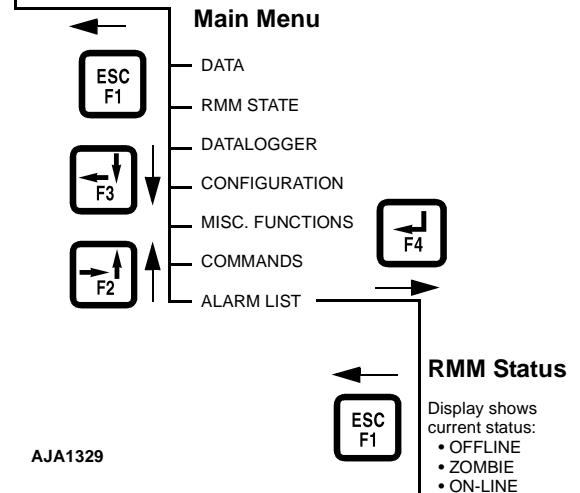 Main Menu
ESC
F1
DATA
RMM STATE
DATALOGGER
F3
CONFIGURATION
MISC. FUNCTIONS
F4
COMMANDS
F2
ALARM LIST
RMM Status
ESC
F1
Display shows
current status:
• OFFLINE
• ZOMBIE
• ON-LINE
AJA1329